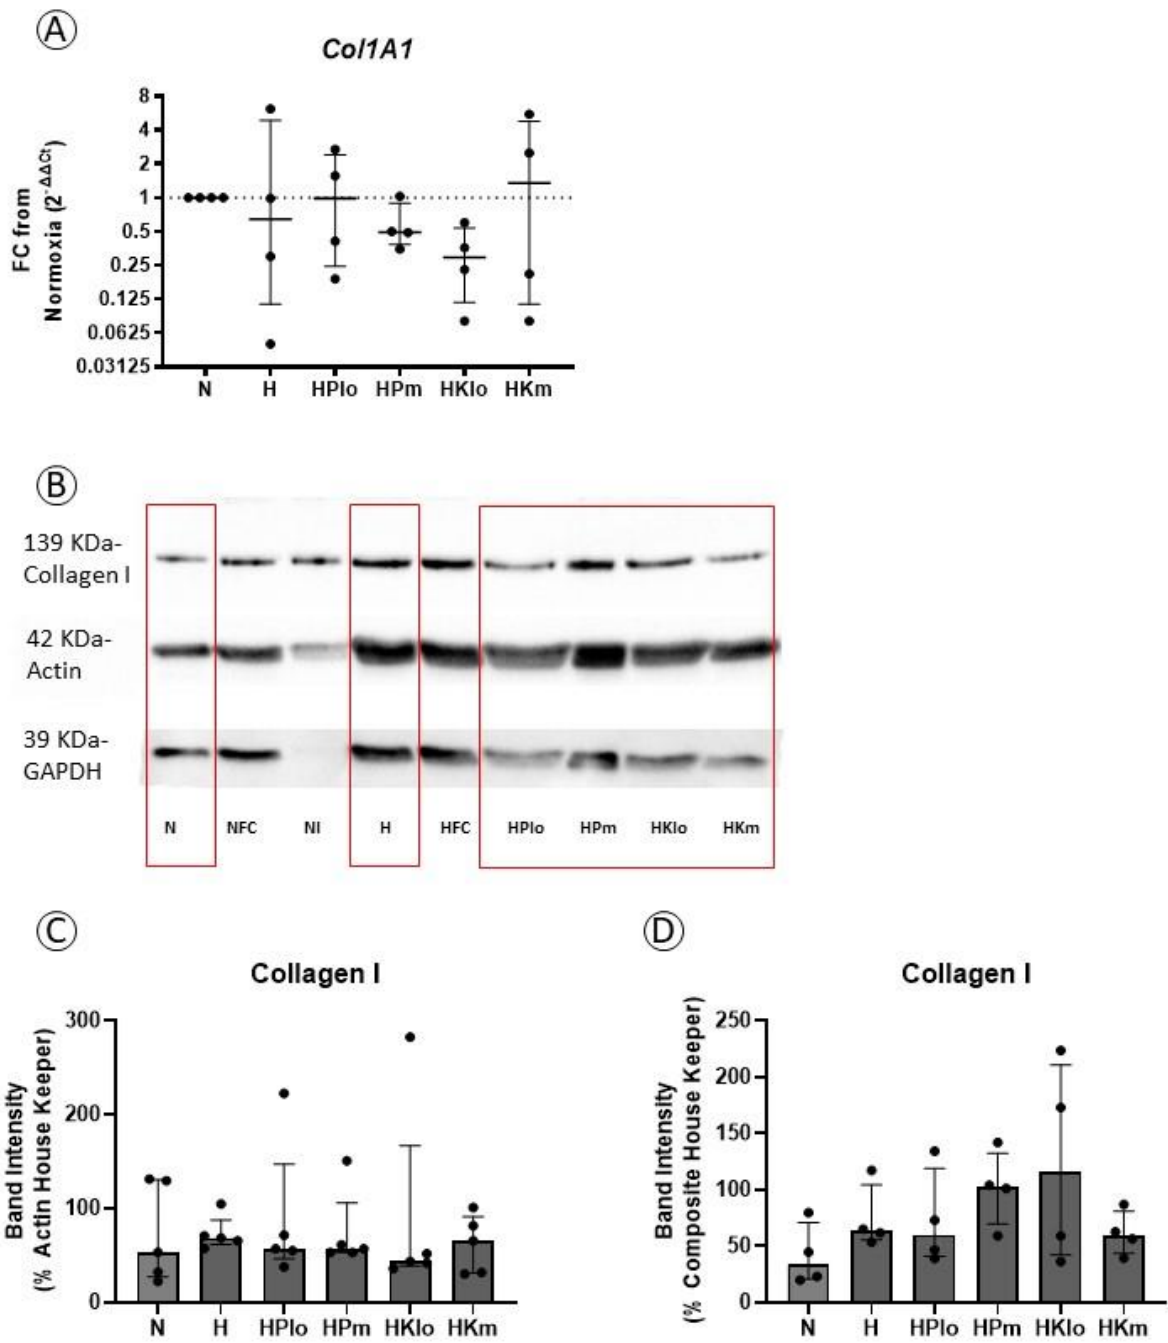 A
Col1A1
FC from
Normoxia (2^-ΔΔCt)
8
4
2
1
0.5
0.25
0.125
0.0625
0.03125
N H HPlo HPm HKlo HKm
B
139 KDa-
Collagen I
42 KDa-
Actin
39 KDa-
GAPDH
N NFC NI H HFC HPlo HPm HKlo HKm
C
Collagen I
Band Intensity
(% Actin House Keeper)
300
200
100
0
N H HPlo HPm HKlo HKm
D
Collagen I
Band Intensity
(% Composite House Keeper)
250
200
150
100
50
0
N H HPlo HPm HKlo HKm